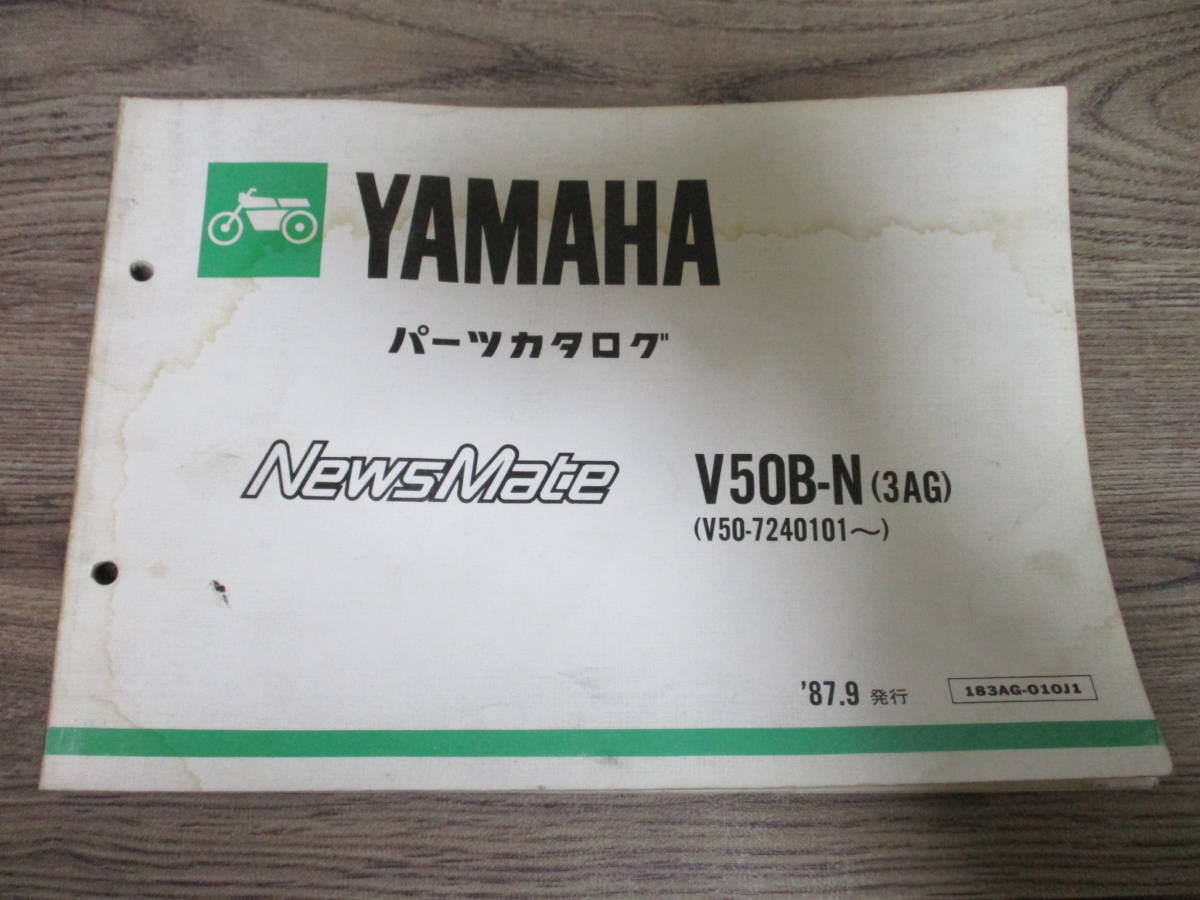 YAMAHA
パーツカタログ
NewsMate V50B-N (3AG)
(V50-7240101～)
'87.9 発行 183AG-010J1